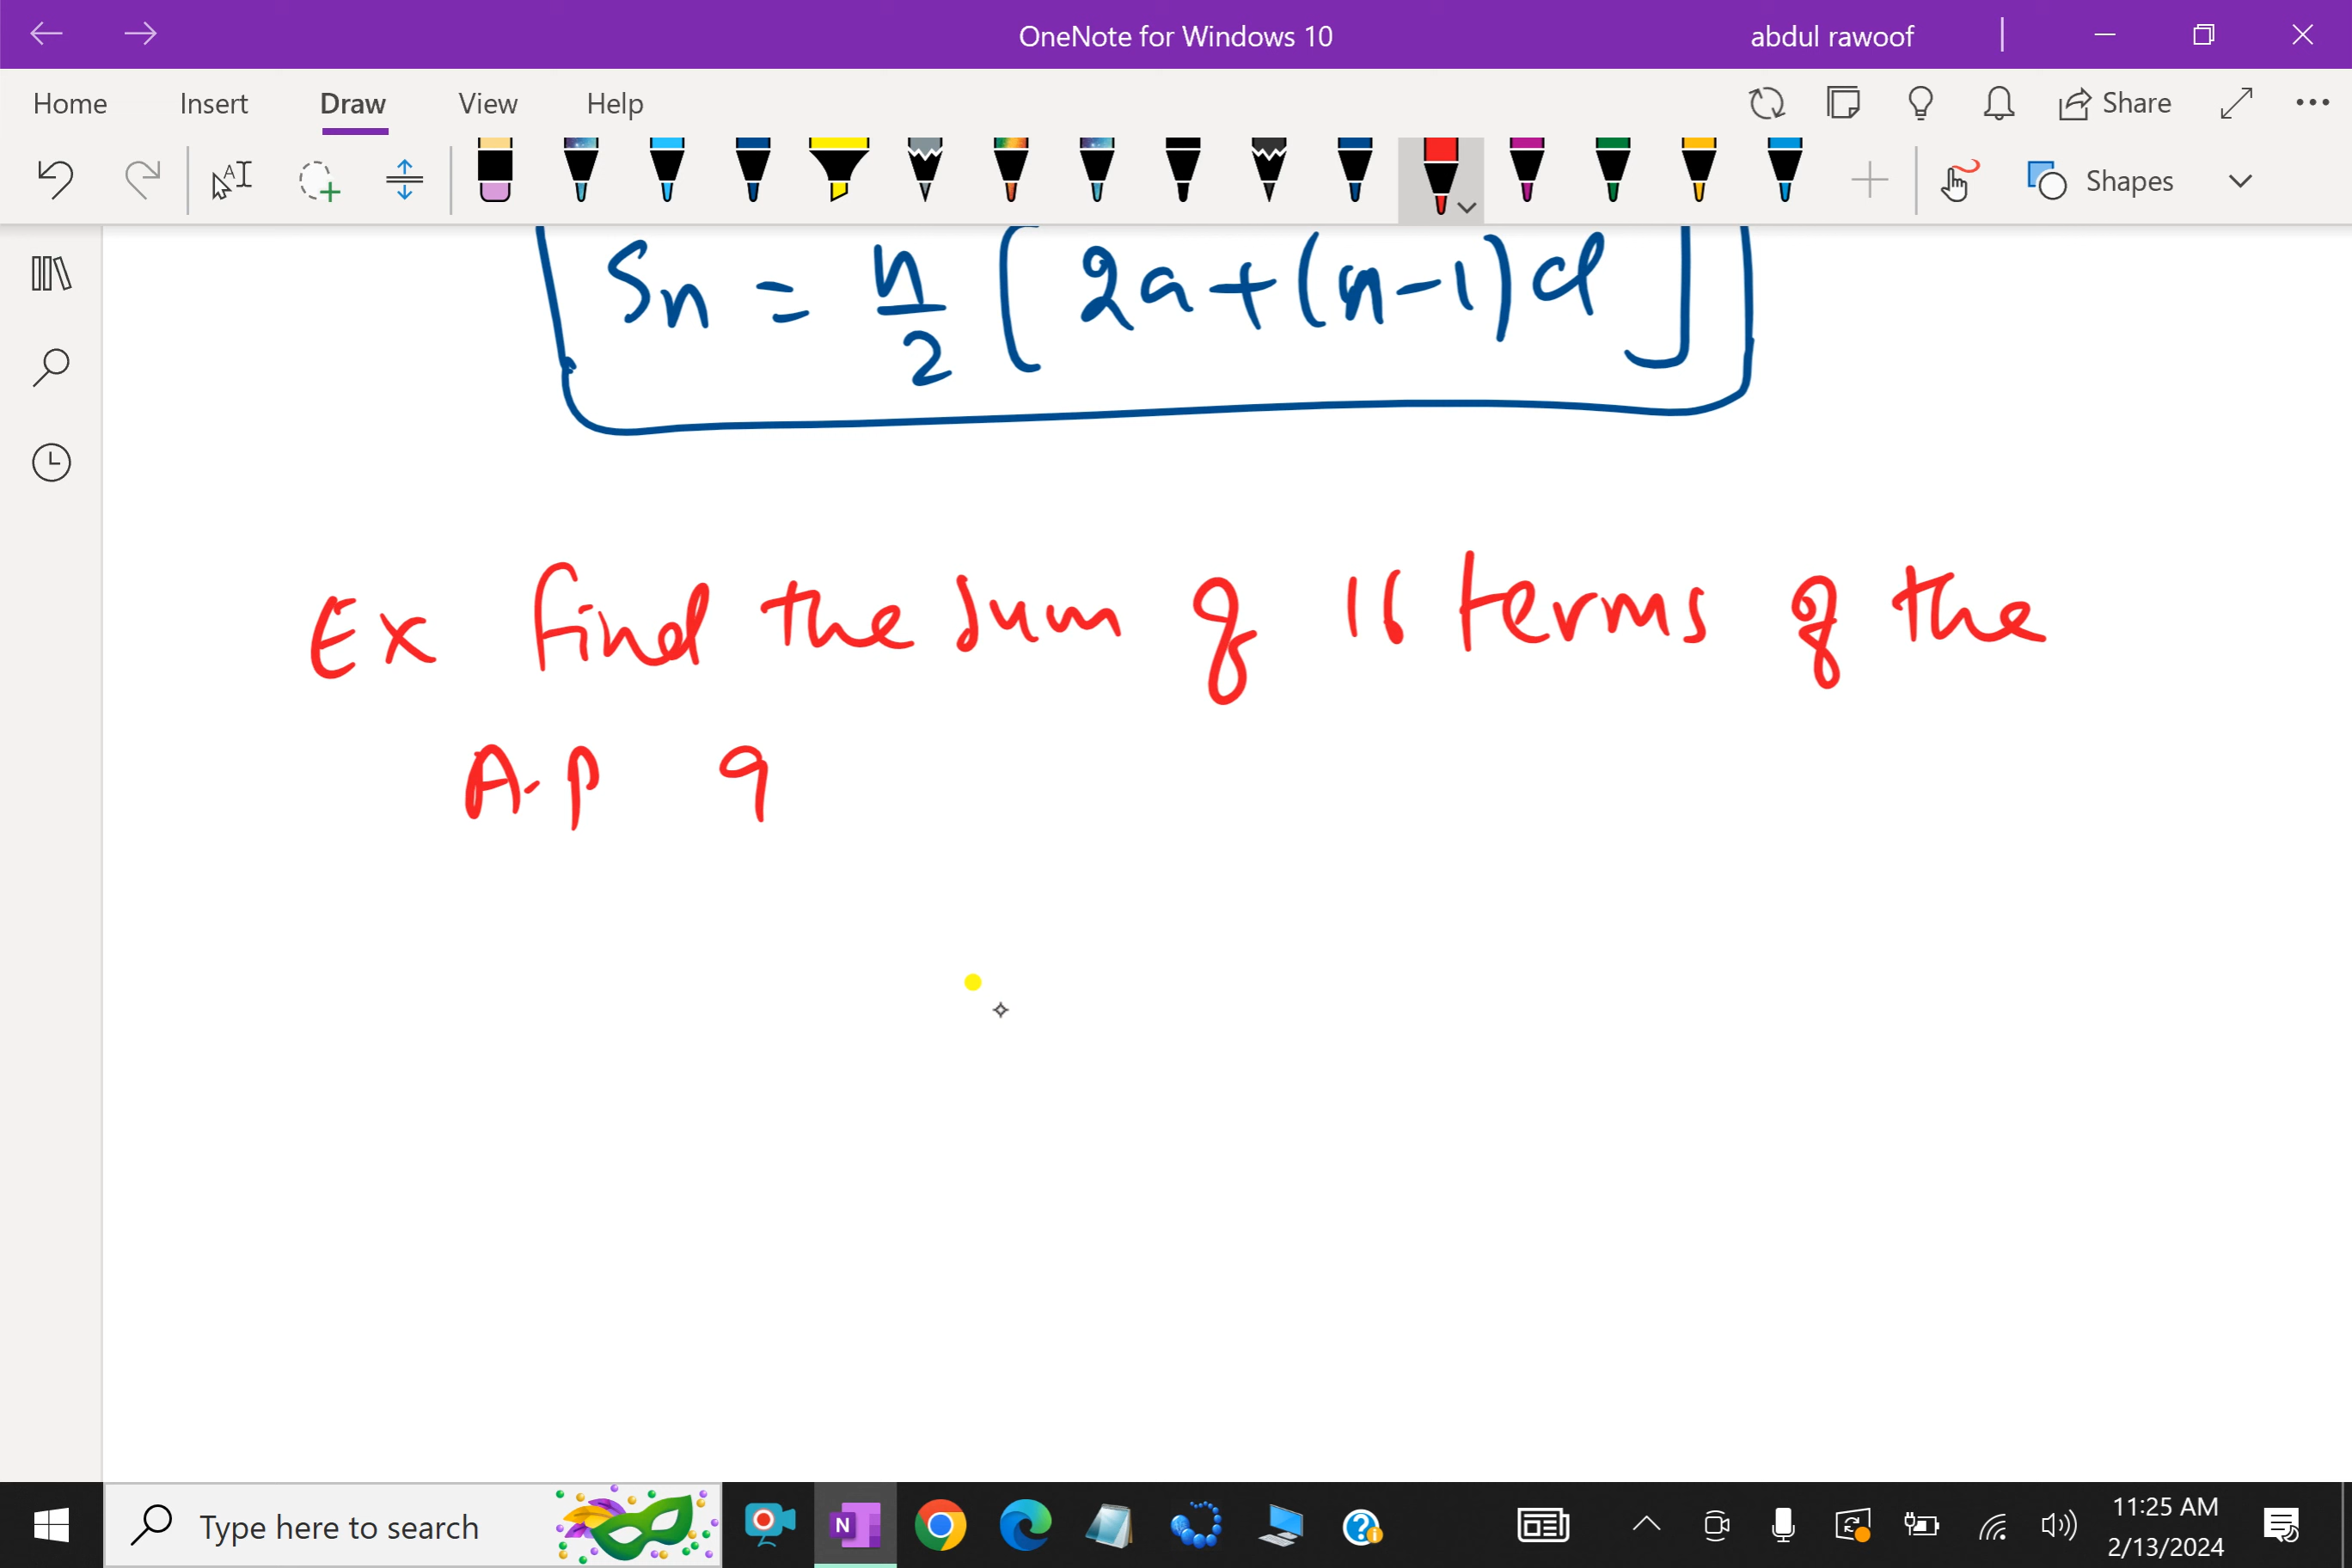 OneNote for Windows 10
abdul rawoof
Home Insert Draw View Help
Share
Shapes
Sn = n/2 [2a+(n-1)d]
Ex find the sum of 16 terms of the
A.P 9
Type here to search
11:25 AM
2/13/2024